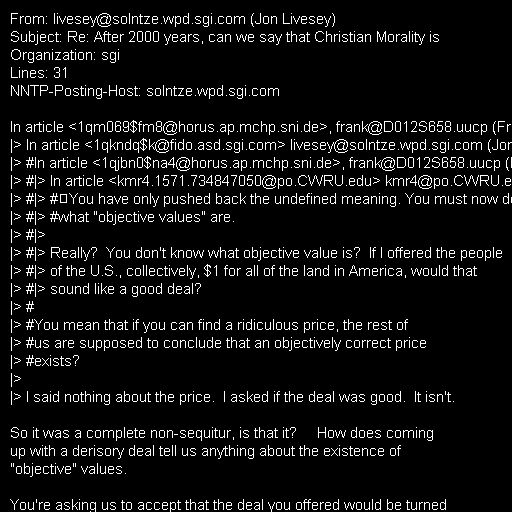 From: livesey@solntze.wpd.sgi.com (Jon Livesey)
Subject: Re: After 2000 years, can we say that Christian Morality is
Organization: sgi
Lines: 31
NNTP-Posting-Host: solntze.wpd.sgi.com

In article <1qm069$fm8@horus.ap.mchp.sni.de>, frank@D012S658.uucp (Fr
|> In article <1qkndq$k@fido.asd.sgi.com> livesey@solntze.wpd.sgi.com (Jon
|> #In article <1qjbn0$na4@horus.ap.mchp.sni.de>, frank@D012S658.uucp (
|> #|> In article <kmr4.1571.734847050@po.CWRU.edu> kmr4@po.CWRU.e
|> #|> #You have only pushed back the undefined meaning. You must now d
|> #|> #what "objective values" are.
|> #|>
|> #|> Really?  You don't know what objective value is?  If I offered the people
|> #|> of the U.S., collectively, $1 for all of the land in America, would that
|> #|> sound like a good deal?
|> #
|> #You mean that if you can find a ridiculous price, the rest of
|> #us are supposed to conclude that an objectively correct price
|> #exists?
|>
|> I said nothing about the price.  I asked if the deal was good.  It isn't.

So it was a complete non-sequitur, is that it?     How does coming
up with a derisory deal tell us anything about the existence of
"objective" values.

You're asking us to accept that the deal you offered would be turned